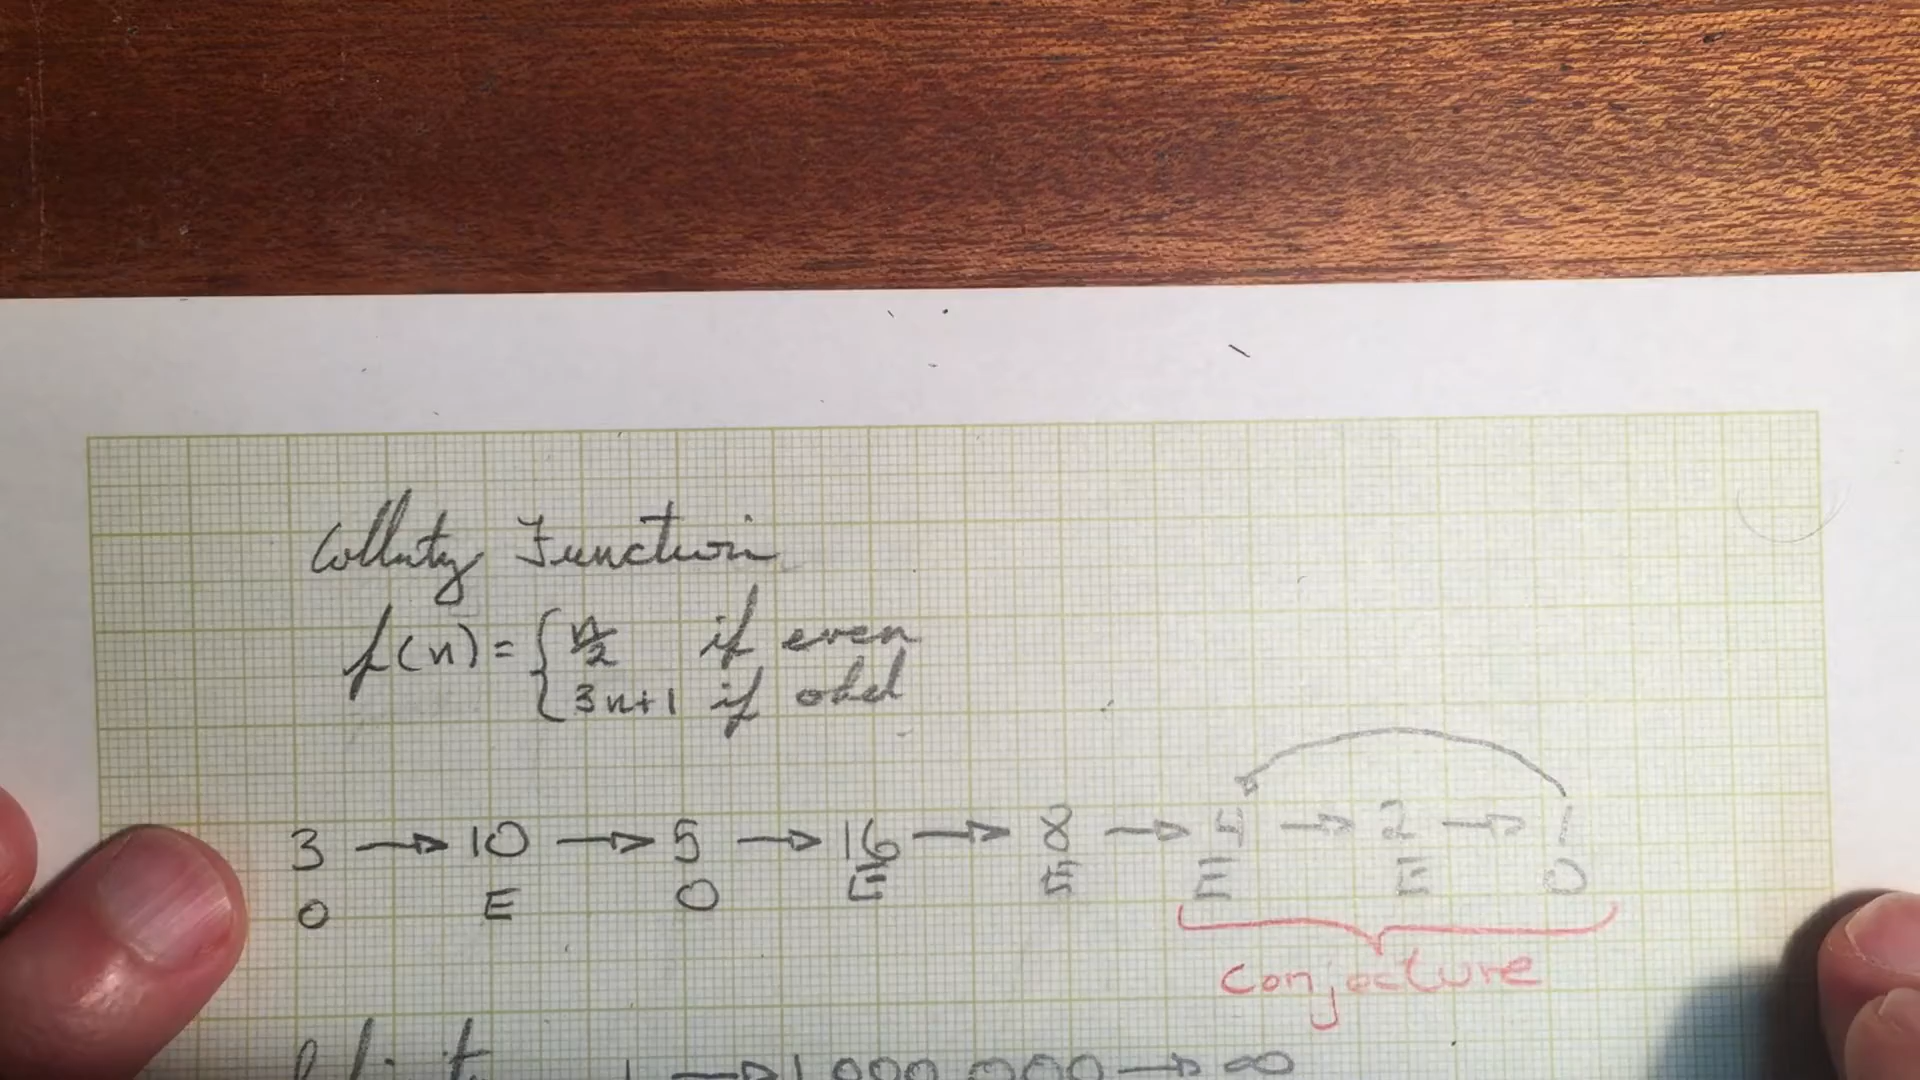 Collatz Function
f(n) = { n/2 if even
3n+1 if odd
3 → 10 → 5 → 16 → 8 → 4 → 2 → 1
O E O E E E E O
conjecture
1 → 1 000 000 → ∞